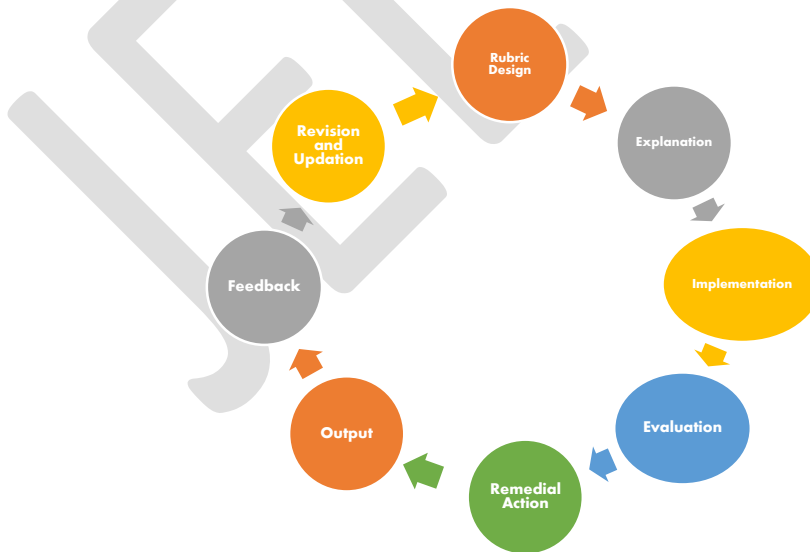 Rubric
Design
Explanation
Implementation
Evaluation
Remedial
Action
Output
Feedback
Revision
and
Updation